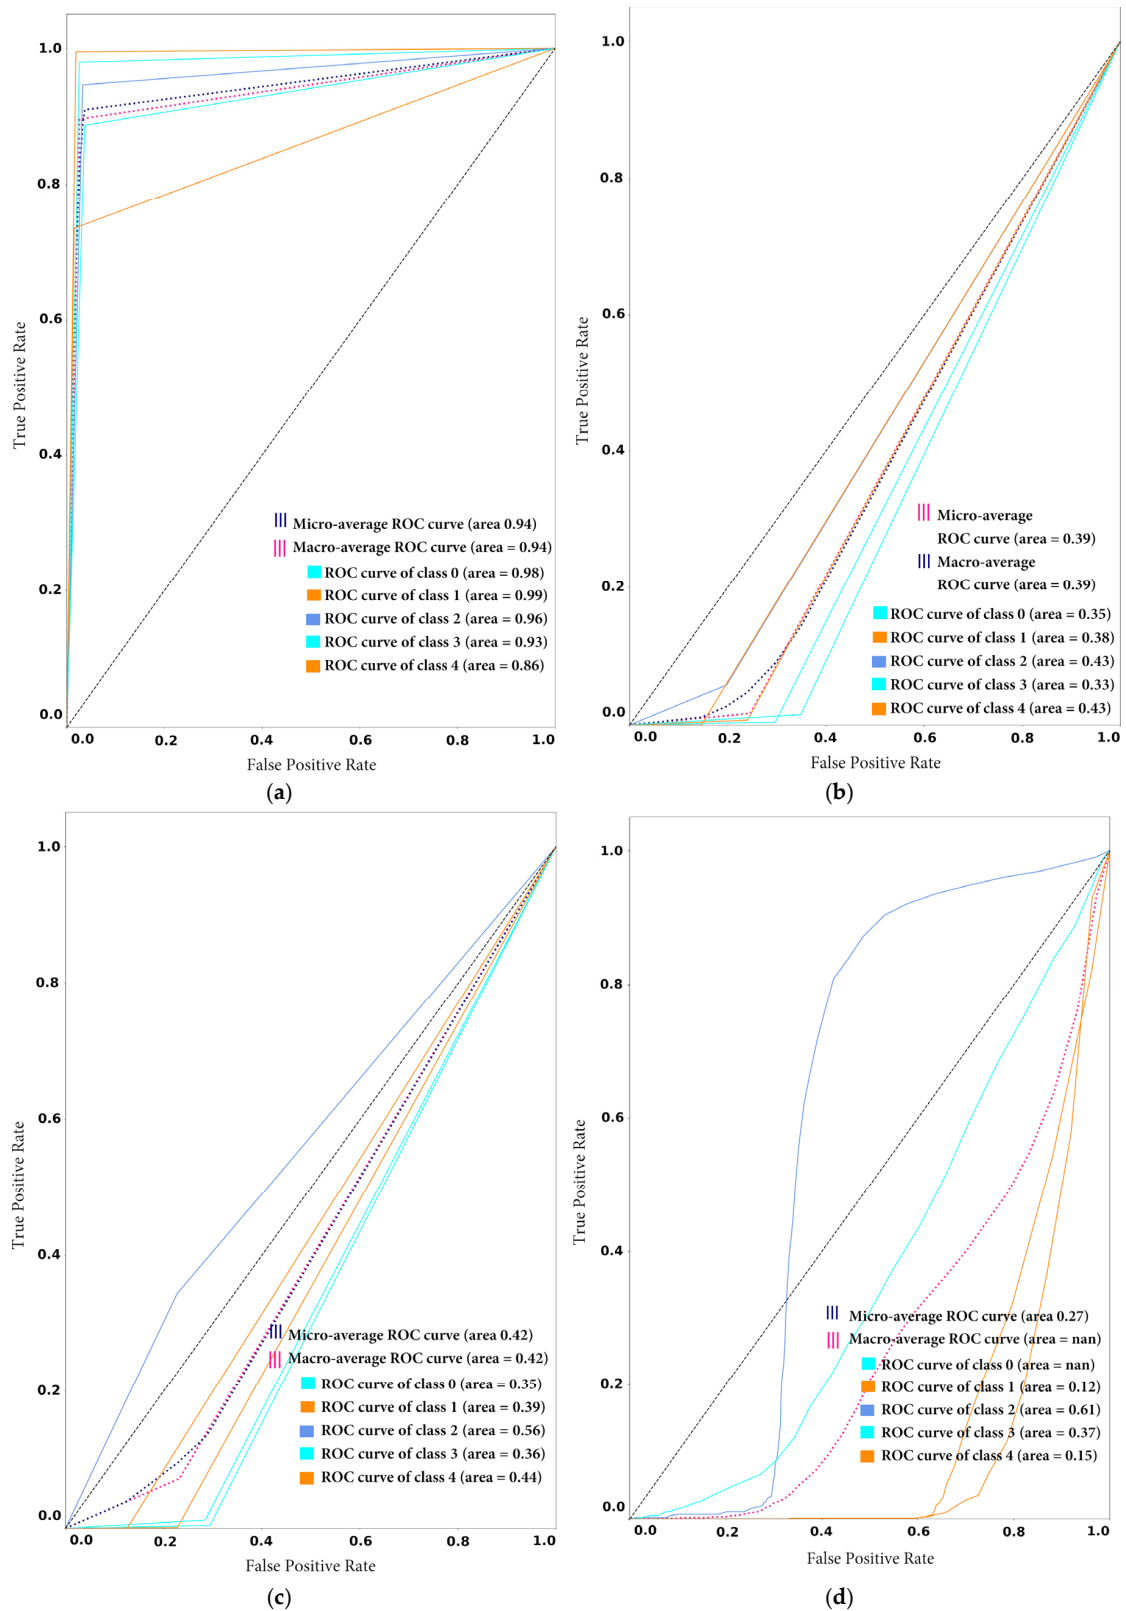 1.0
0.8
0.6
0.4
0.2
0.0
True Positive Rate
Micro-average ROC curve (area 0.94)
Macro-average ROC curve (area = 0.94)
ROC curve of class 0 (area = 0.98)
ROC curve of class 1 (area = 0.99)
ROC curve of class 2 (area = 0.96)
ROC curve of class 3 (area = 0.93)
ROC curve of class 4 (area = 0.86)
0.0 0.2 0.4 0.6 0.8 1.0
False Positive Rate
(a)
1.0
0.8
0.6
0.4
0.2
0.0
True Positive Rate
Micro-average
ROC curve (area = 0.39)
Macro-average
ROC curve (area = 0.39)
ROC curve of class 0 (area = 0.35)
ROC curve of class 1 (area = 0.38)
ROC curve of class 2 (area = 0.43)
ROC curve of class 3 (area = 0.33)
ROC curve of class 4 (area = 0.43)
0.0 0.2 0.4 0.6 0.8 1.0
False Positive Rate
(b)
1.0
0.8
0.6
0.4
0.2
0.0
True Positive Rate
Micro-average ROC curve (area 0.42)
Macro-average ROC curve (area = 0.42)
ROC curve of class 0 (area = 0.35)
ROC curve of class 1 (area = 0.39)
ROC curve of class 2 (area = 0.56)
ROC curve of class 3 (area = 0.36)
ROC curve of class 4 (area = 0.44)
0.0 0.2 0.4 0.6 0.8 1.0
False Positive Rate
(c)
1.0
0.8
0.6
0.4
0.2
0.0
True Positive Rate
Micro-average ROC curve (area 0.27)
Macro-average ROC curve (area = nan)
ROC curve of class 0 (area = nan)
ROC curve of class 1 (area = 0.12)
ROC curve of class 2 (area = 0.61)
ROC curve of class 3 (area = 0.37)
ROC curve of class 4 (area = 0.15)
0.0 0.2 0.4 0.6 0.8 1.0
False Positive Rate
(d)